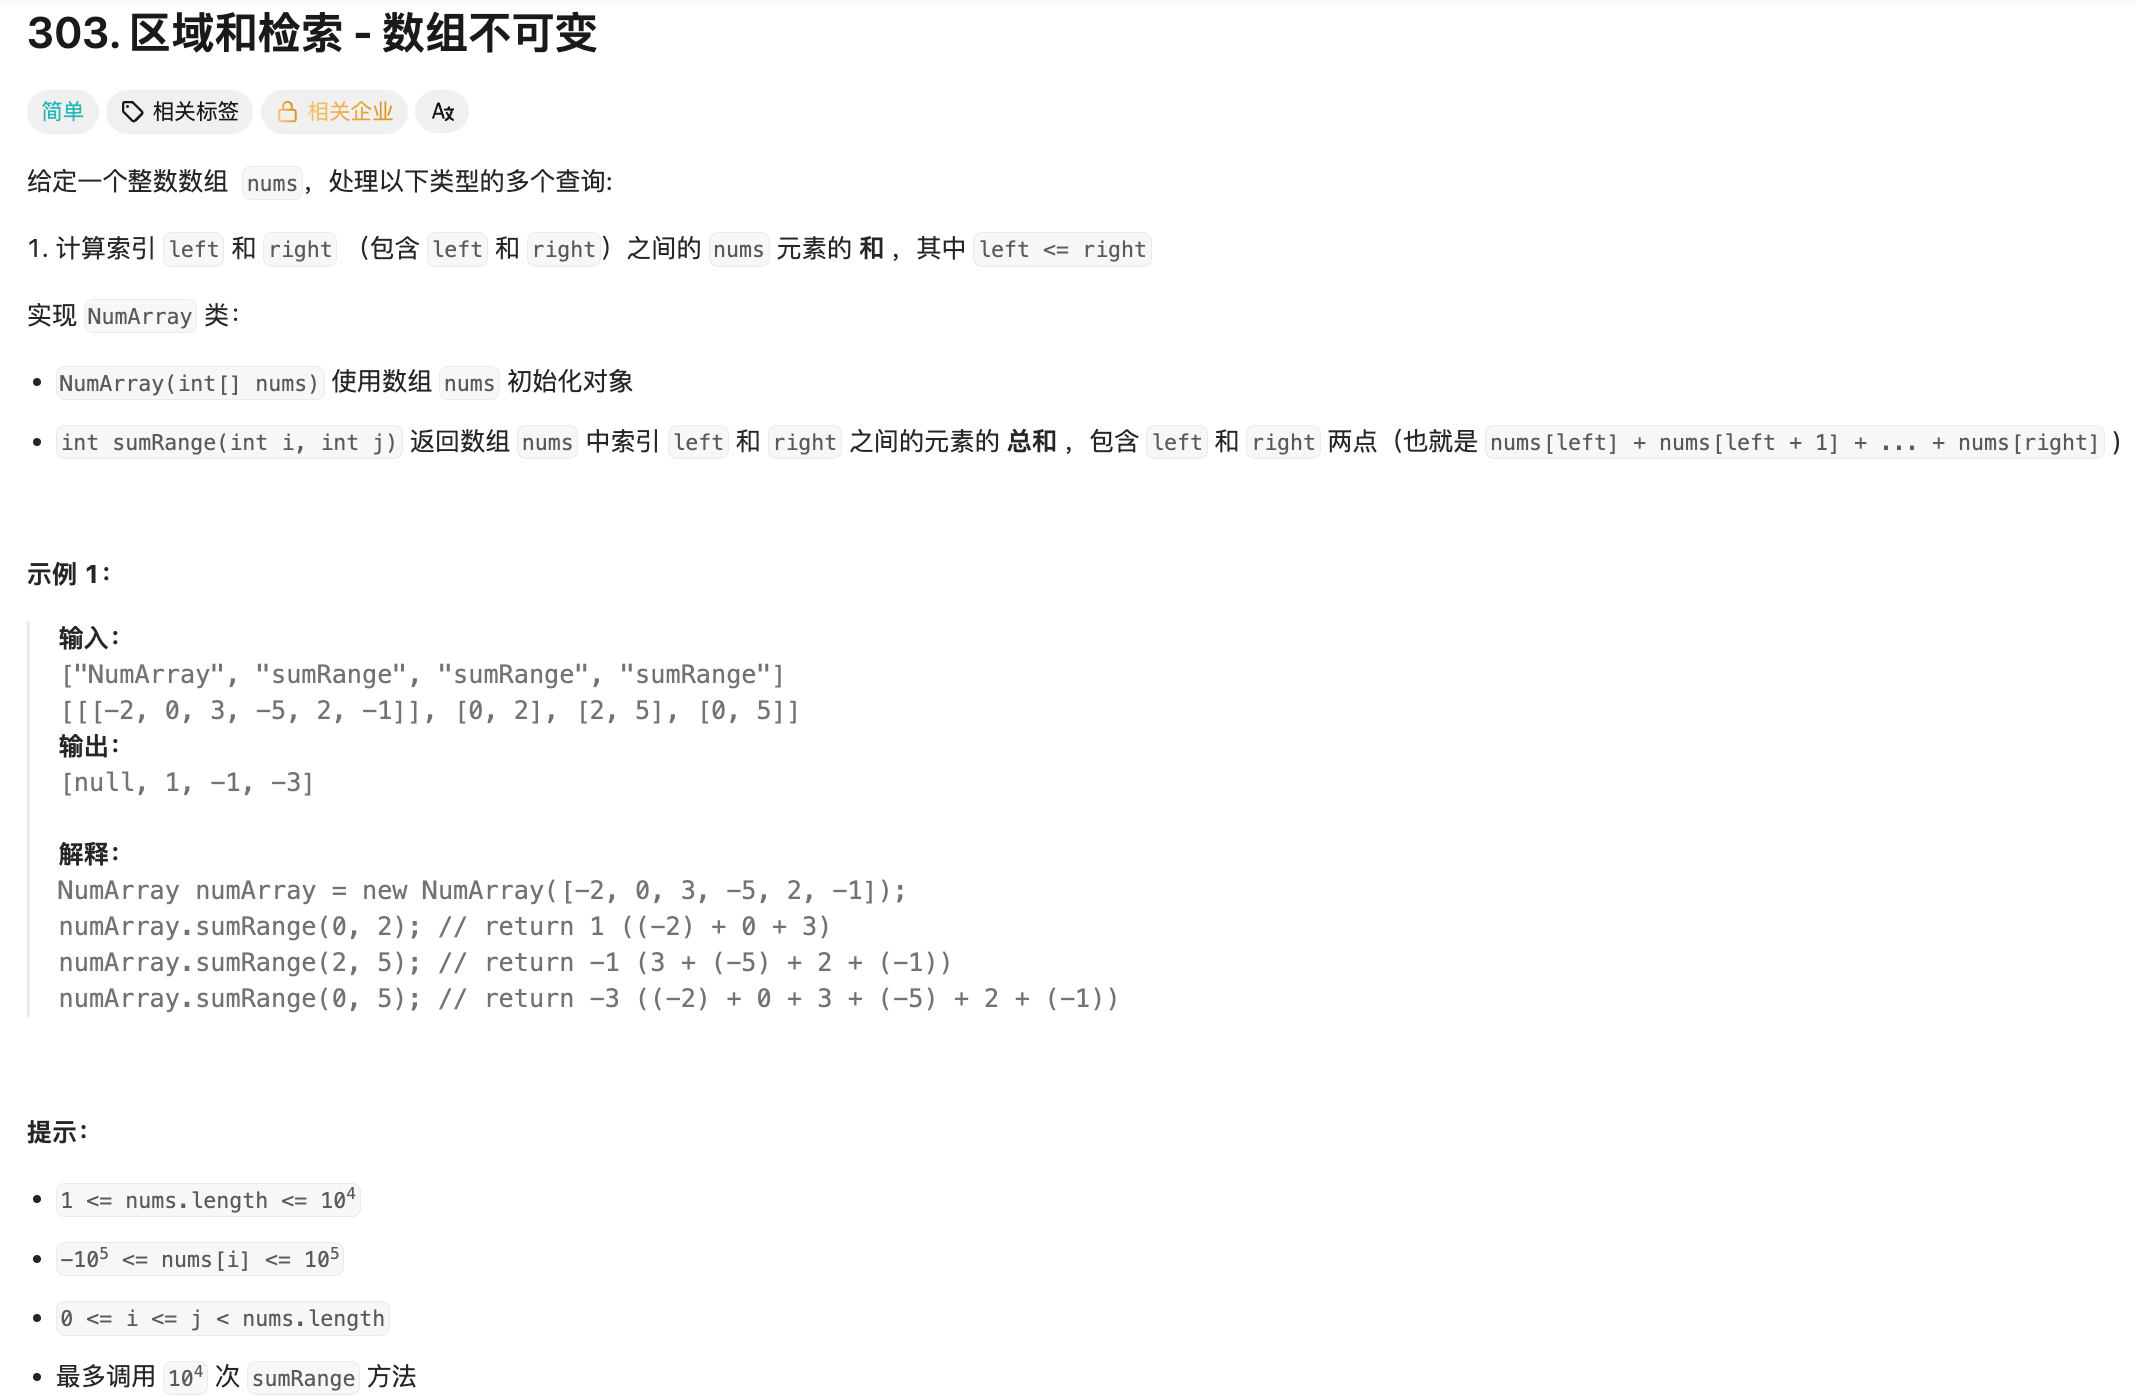 303. 区域和检索 - 数组不可变
简单 相关标签 相关企业 A文
给定一个整数数组 nums，处理以下类型的多个查询:
1. 计算索引 left 和 right （包含 left 和 right）之间的 nums 元素的 和 ，其中 left <= right
实现 NumArray 类：
• NumArray(int[] nums) 使用数组 nums 初始化对象
• int sumRange(int i, int j) 返回数组 nums 中索引 left 和 right 之间的元素的 总和 ，包含 left 和 right 两点（也就是 nums[left] + nums[left + 1] + ... + nums[right] )
示例 1：
输入：
["NumArray", "sumRange", "sumRange", "sumRange"]
[[[-2, 0, 3, -5, 2, -1]], [0, 2], [2, 5], [0, 5]]
输出：
[null, 1, -1, -3]
解释：
NumArray numArray = new NumArray([-2, 0, 3, -5, 2, -1]);
numArray.sumRange(0, 2); // return 1 ((-2) + 0 + 3)
numArray.sumRange(2, 5); // return -1 (3 + (-5) + 2 + (-1))
numArray.sumRange(0, 5); // return -3 ((-2) + 0 + 3 + (-5) + 2 + (-1))
提示：
• 1 <= nums.length <= 10⁴
• -10⁵ <= nums[i] <= 10⁵
• 0 <= i <= j < nums.length
• 最多调用 10⁴ 次 sumRange 方法